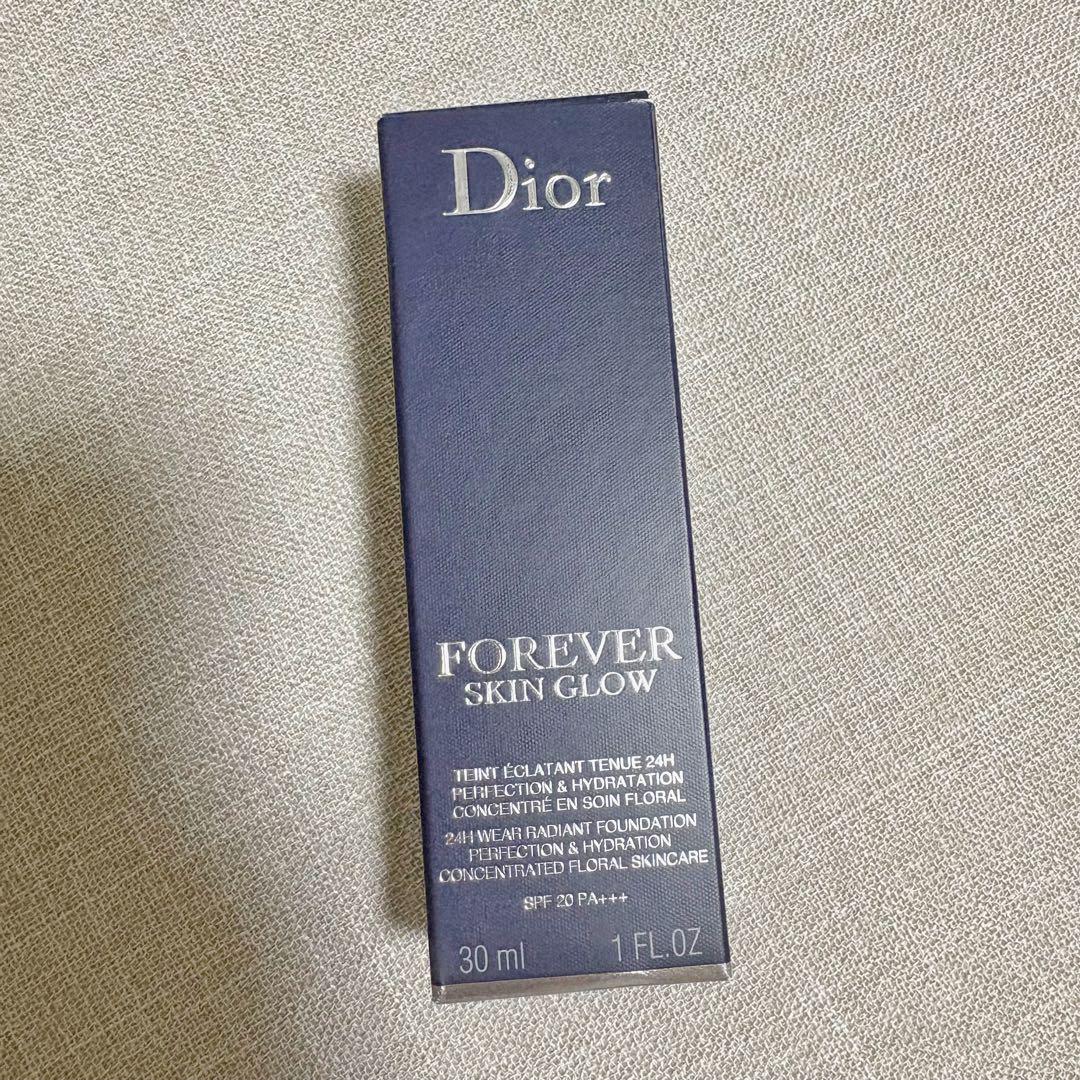 Dior
FOREVER
SKIN GLOW
TEINT ÉCLATANT TENUE 24H
PERFECTION & HYDRATATION
CONCENTRÉ EN SOIN FLORAL
24H WEAR RADIANT FOUNDATION
PERFECTION & HYDRATION
CONCENTRATED FLORAL SKINCARE
SPF 20 PA+++
30 ml 1 FL.OZ